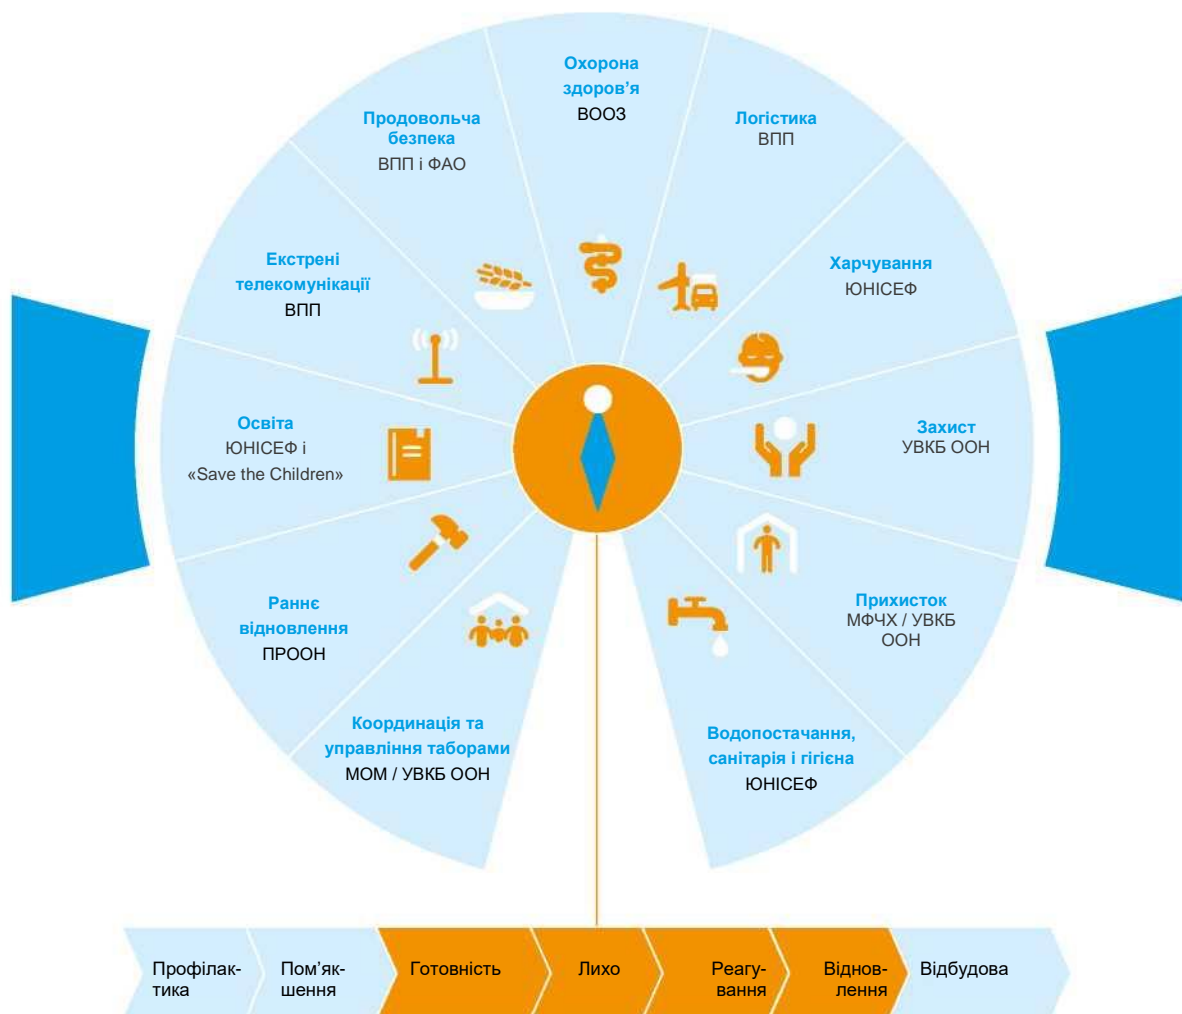 Охорона
здоров’я
ВООЗ
Логістика
ВПП
Продовольча
безпека
ВПП і ФАО
Харчування
ЮНІСЕФ
Екстрені
телекомунікації
ВПП
Захист
УВКБ ООН
Освіта
ЮНІСЕФ і
«Save the Children»
Прихисток
МФЧХ / УВКБ
ООН
Раннє
відновлення
ПРООН
Координація та
управління таборами
МОМ / УВКБ ООН
Водопостачання,
санітарія і гігієна
ЮНІСЕФ
Профілак-
тика
Пом’як-
шення
Готовність
Лихо
Реагу-
вання
Віднов-
лення
Відбудова